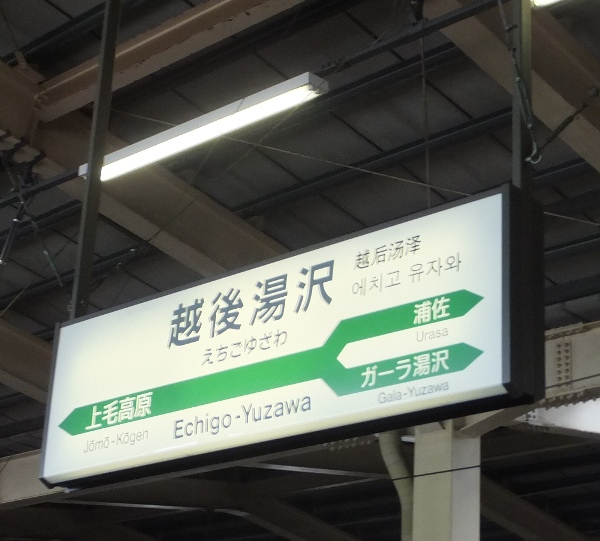 越後湯沢
えちごゆざわ
越后汤泽
에치고 유자와
上毛高原
Jōmō-Kōgen
Echigo-Yuzawa
浦佐
Urasa
ガーラ湯沢
Gala-Yuzawa